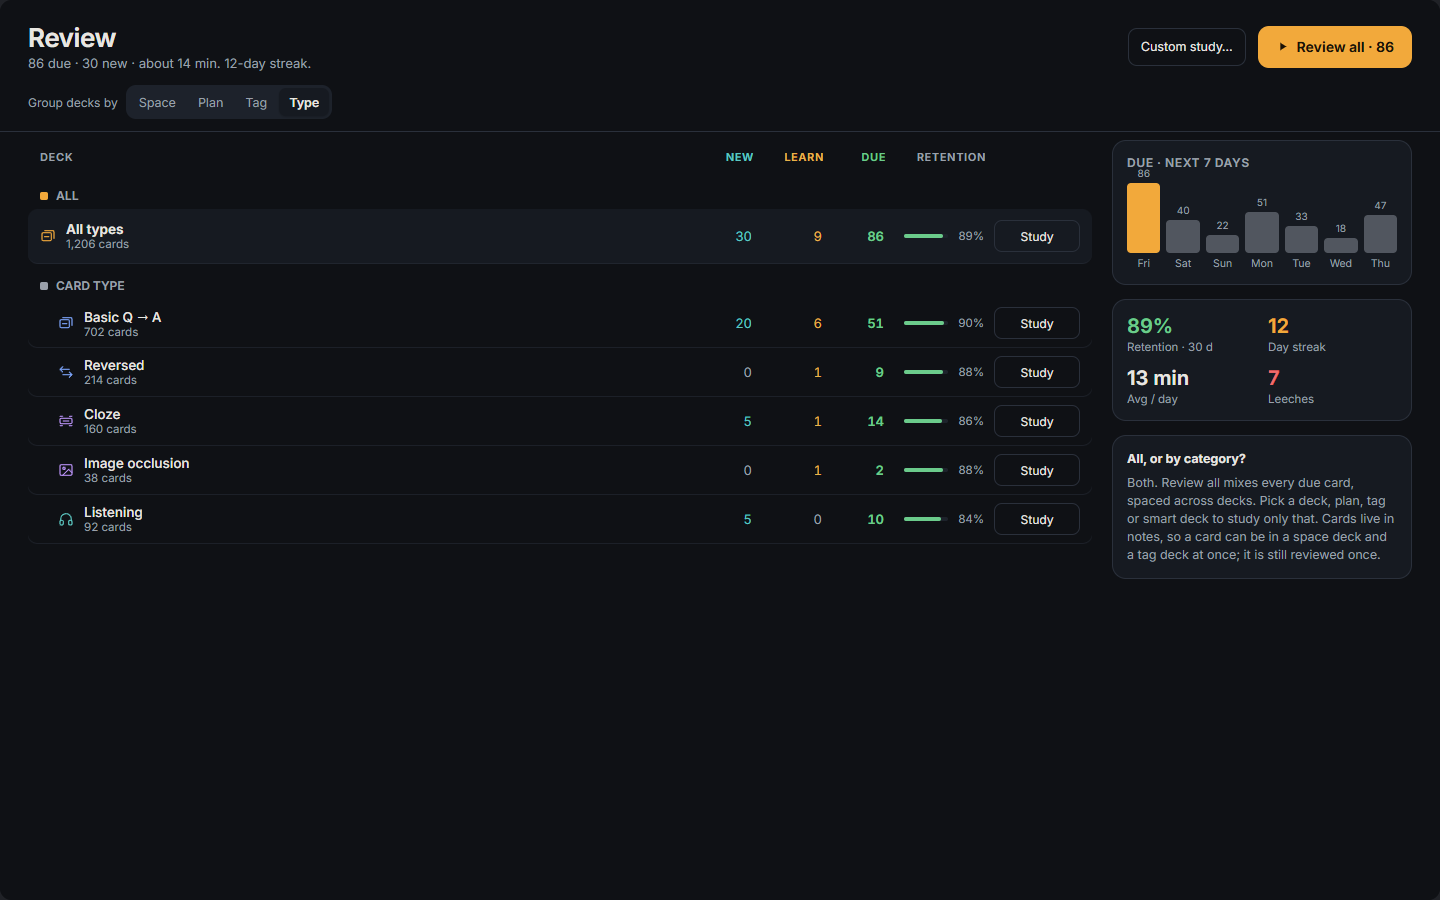 Review
86 due · 30 new · about 14 min. 12-day streak.
Custom study...
Review all · 86
Group decks by Space Plan Tag Type
DECK NEW LEARN DUE RETENTION
ALL
All types
1,206 cards
30 9 86 89% Study
CARD TYPE
Basic Q → A
702 cards
20 6 51 90% Study
Reversed
214 cards
0 1 9 88% Study
Cloze
160 cards
5 1 14 86% Study
Image occlusion
38 cards
0 1 2 88% Study
Listening
92 cards
5 0 10 84% Study
DUE · NEXT 7 DAYS
86 40 22 51 33 18 47
Fri Sat Sun Mon Tue Wed Thu
89% 12
Retention · 30 d Day streak
13 min 7
Avg / day Leeches
All, or by category?
Both. Review all mixes every due card,
spaced across decks. Pick a deck, plan, tag
or smart deck to study only that. Cards live in
notes, so a card can be in a space deck and
a tag deck at once; it is still reviewed once.